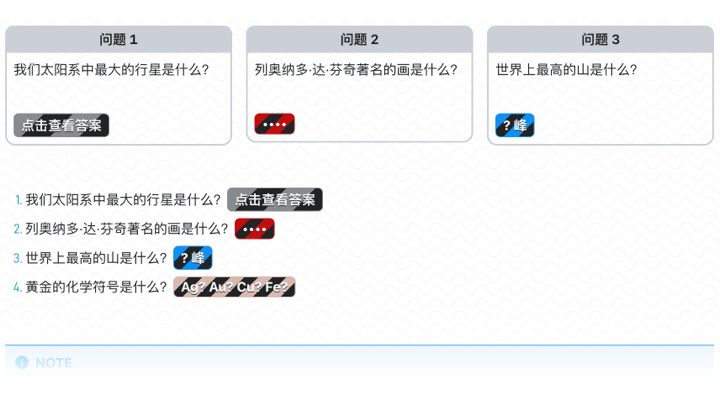 问题 1
我们太阳系中最大的行星是什么?
点击查看答案
问题 2
列奥纳多·达·芬奇著名的画是什么?
••••
问题 3
世界上最高的山是什么?
? 峰
1. 我们太阳系中最大的行星是什么? 点击查看答案
2. 列奥纳多·达·芬奇著名的画是什么? ••••
3. 世界上最高的山是什么? ? 峰
4. 黄金的化学符号是什么? Ag? Au? Cu? Fe?
NOTE